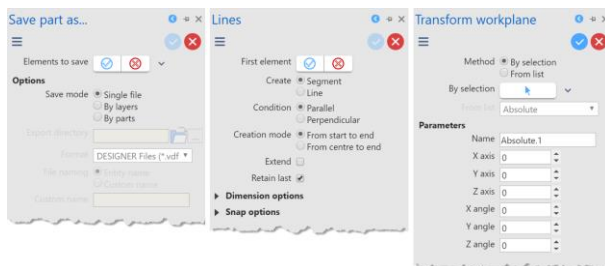 Save part as...
Elements to save
Options
Save mode Single file
By layers
By parts
Export directory
Format DESIGNER Files (*.vdf
File naming Entity name
Custom name
Custom name
Lines
First element
Create Segment
Line
Condition Parallel
Perpendicular
Creation mode From start to end
From centre to end
Extend
Retain last
Dimension options
Snap options
Transform workplane
Method By selection
From list
By selection
From list Absolute
Parameters
Name Absolute.1
X axis 0
Y axis 0
Z axis 0
X angle 0
Y angle 0
Z angle 0